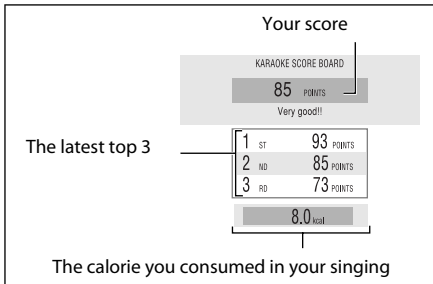 Your score
KARAOKE SCORE BOARD
85 POINTS
Very good!!
The latest top 3
1 ST 93 POINTS
2 ND 85 POINTS
3 RD 73 POINTS
8.0 kcal
The calorie you consumed in your singing